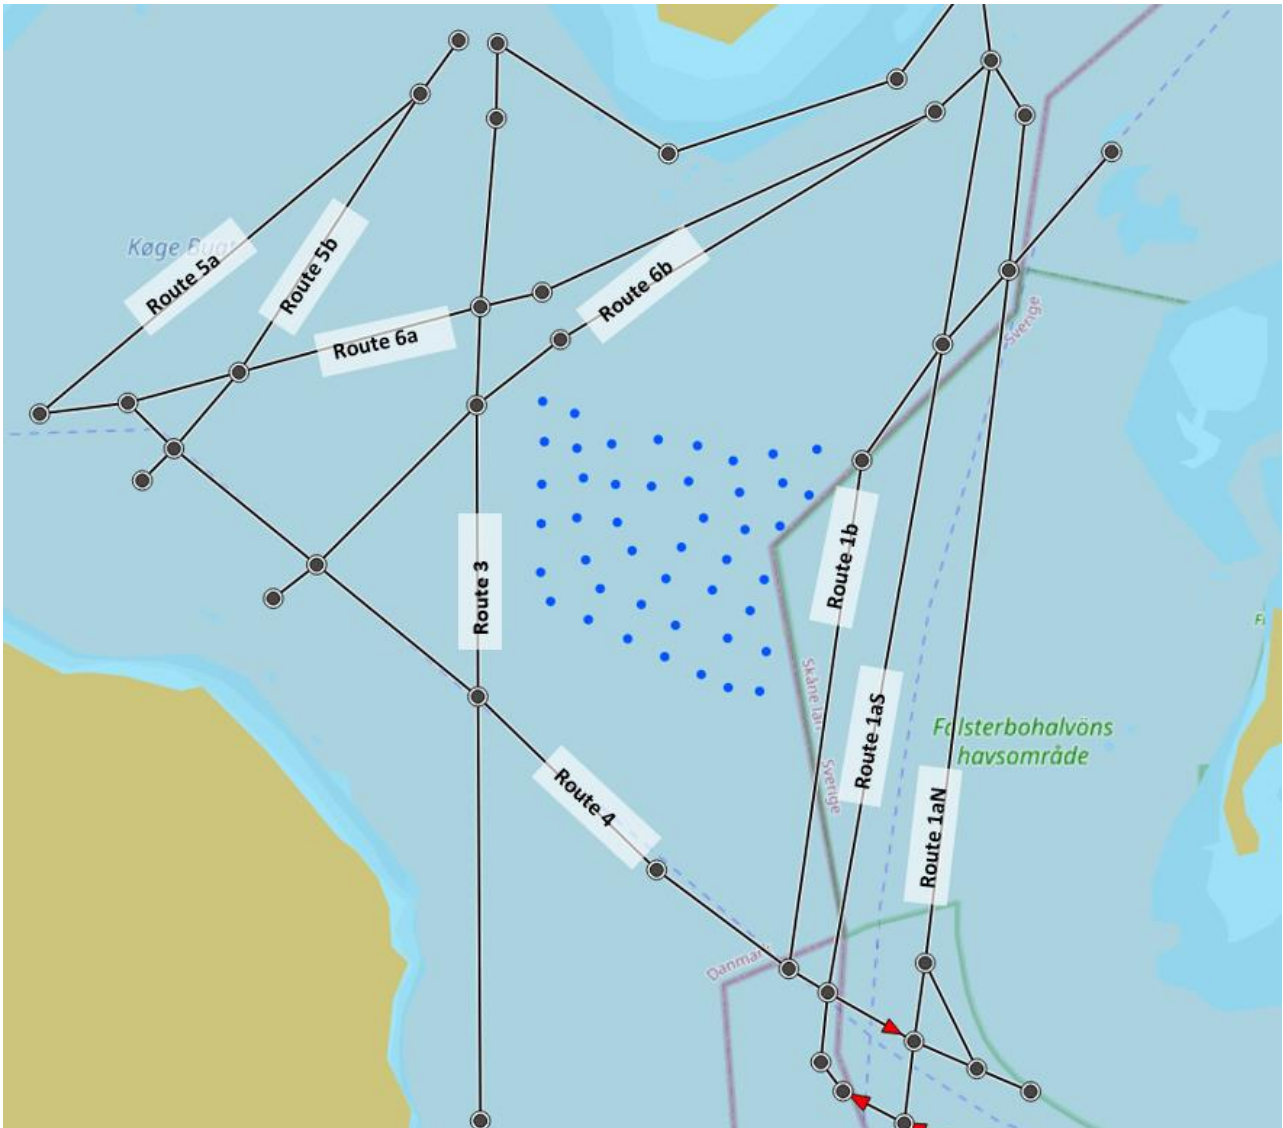 Køge Bugt
Route 5a
Route 5b
Route 6a
Route 6b
Sverige
Route 3
Route 1b
Skåne län
Sverige
Route 1aS
Falsterbohalvöns
havsområde
Route 4
Route 1aN
Danmark